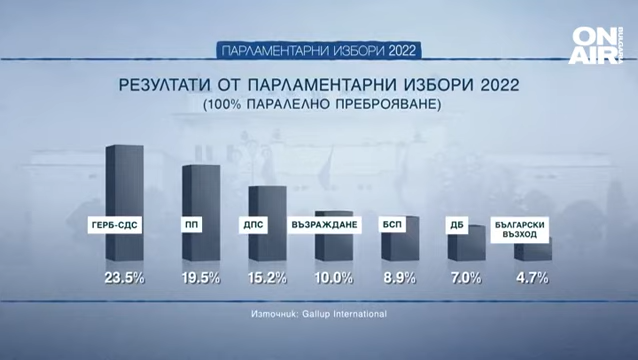 ПАРЛАМЕНТАРНИ ИЗБОРИ 2022
ON AIR
BULGARIA
РЕЗУЛТАТИ ОТ ПАРЛАМЕНТАРНИ ИЗБОРИ 2022
(100% ПАРАЛЕЛНО ПРЕБРОЯВАНЕ)
ГЕРБ-СДС ПП ДПС ВЪЗРАЖДАНЕ БСП ДБ БЪЛГАРСКИ ВЪЗХОД
23.5% 19.5% 15.2% 10.0% 8.9% 7.0% 4.7%
Източник: Gallup International